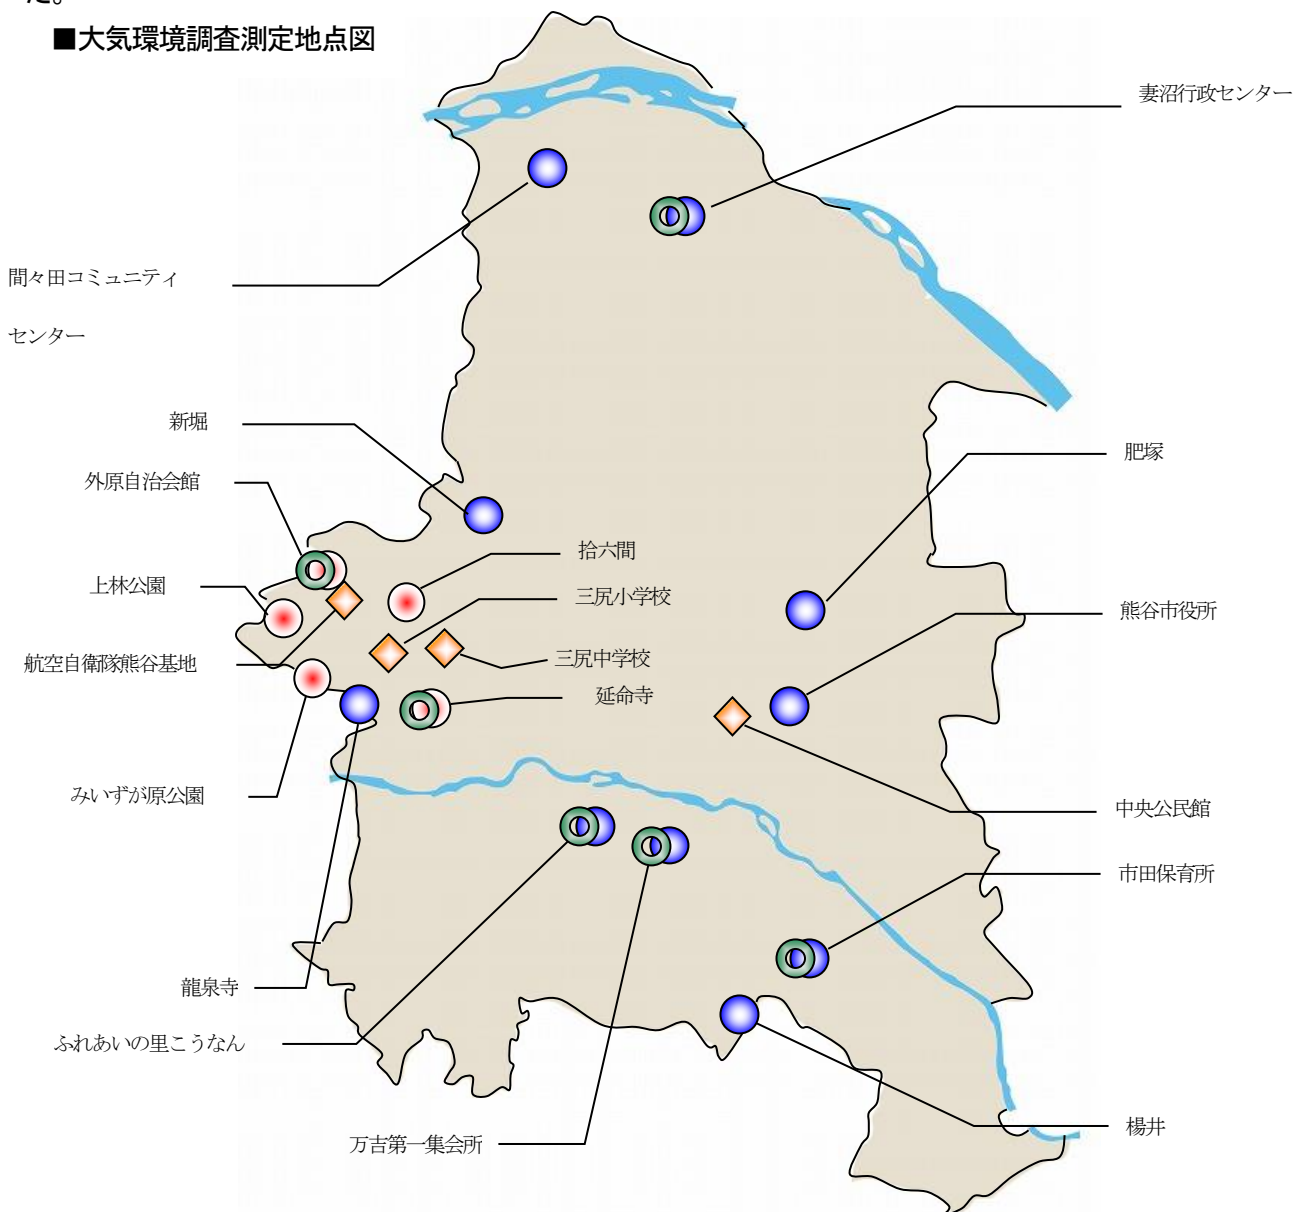 た。
■大気環境調査測定地点図
妻沼行政センター
間々田コミュニティ
センター
新堀
肥塚
外原自治会館
拾六間
上林公園
三尻小学校
熊谷市役所
三尻中学校
航空自衛隊熊谷基地
延命寺
みいずが原公園
中央公民館
市田保育所
龍泉寺
ふれあいの里こうなん
楊井
万吉第一集会所